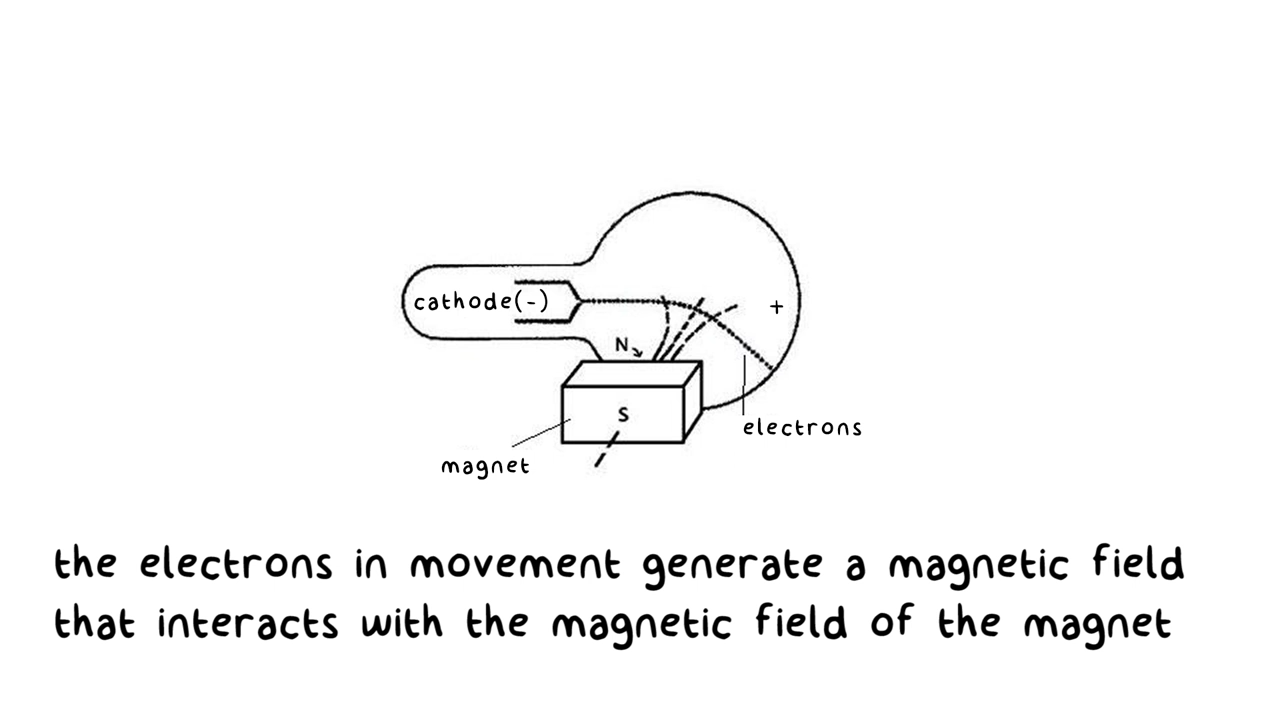 cathode(-)
+
N
S
electrons
magnet
the electrons in movement generate a magnetic field
that interacts with the magnetic field of the magnet